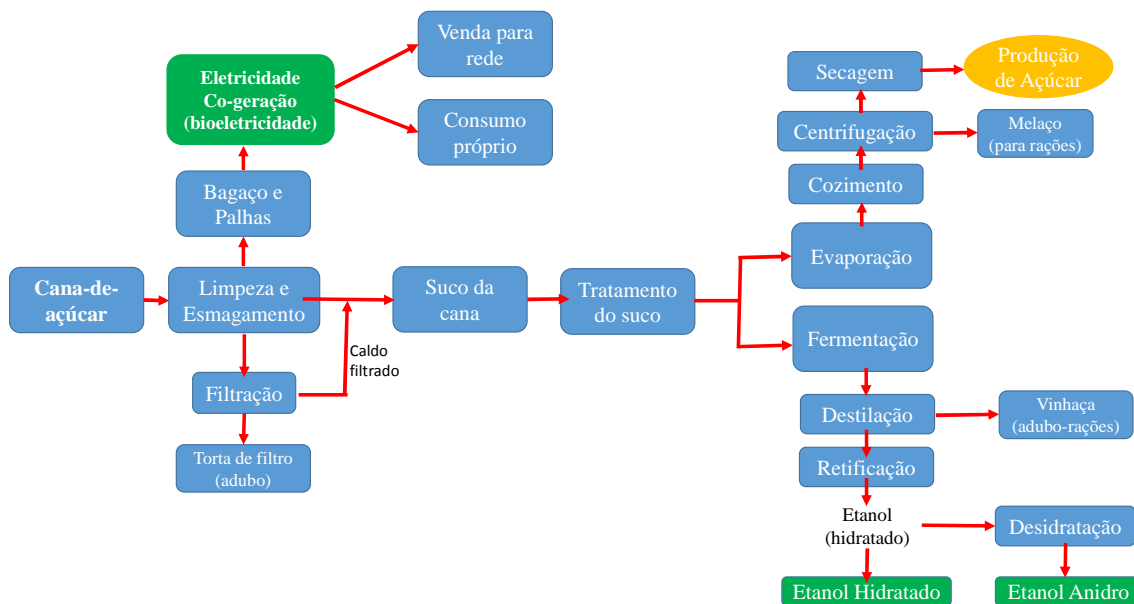 Venda para
rede
Eletricidade
Co-geração
(bioeletricidade)
Consumo
próprio
Bagaço e
Palhas
Cana-de-
açúcar
Limpeza e
Esmagamento
Filtração
Torta de filtro
(adubo)
Caldo
filtrado
Suco da
cana
Tratamento
do suco
Produção
de Açúcar
Secagem
Centrifugação
Melaço
(para rações)
Cozimento
Evaporação
Fermentação
Destilação
Vinhaça
(adubo-rações)
Retificação
Etanol
(hidratado)
Desidratação
Etanol Hidratado
Etanol Anidro